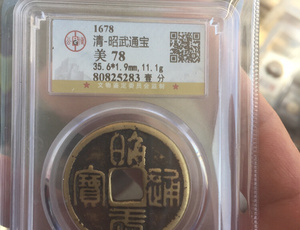 1678
清-昭武通宝
美 78
35.6*1.9mm,11.1g
80825283 壹 分
昭
寶 通
武